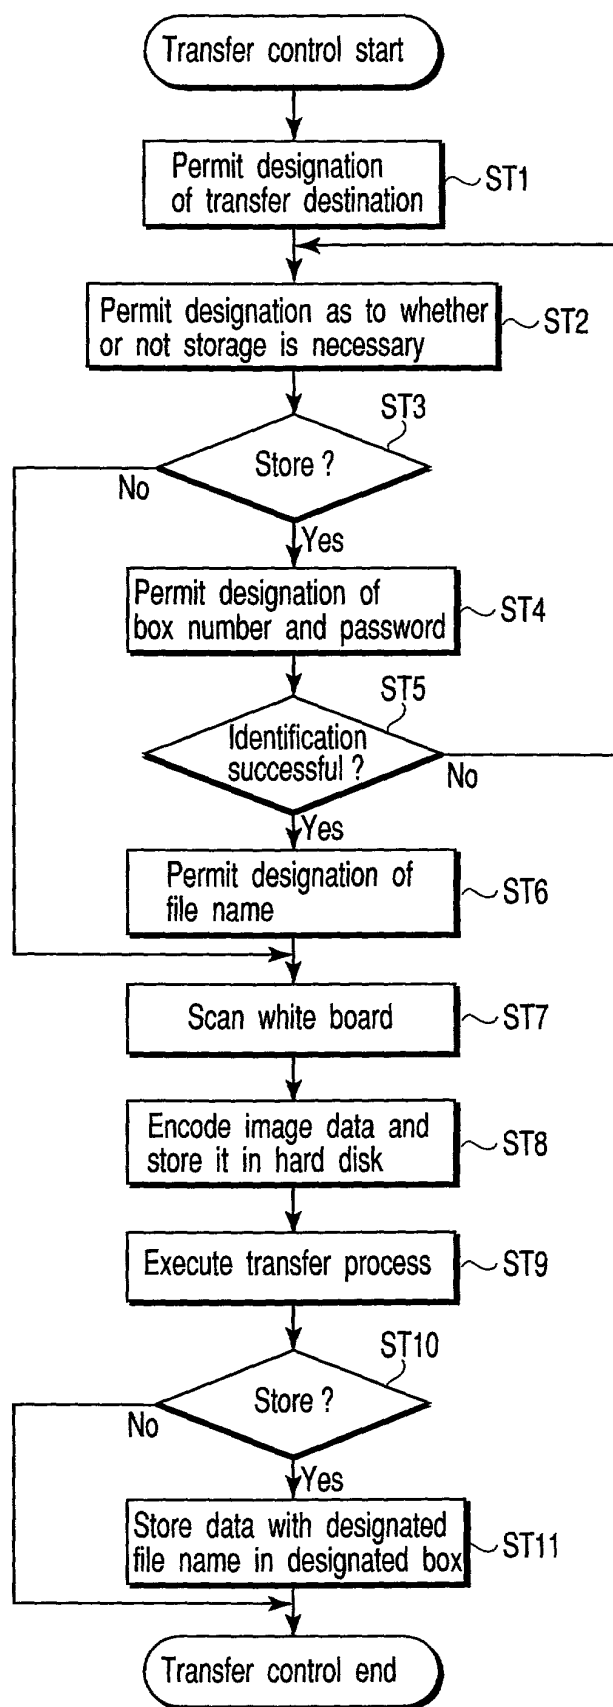 Transfer control start
Permit designation
of transfer destination
ST1
Permit designation as to whether
or not storage is necessary
ST2
ST3
Store ?
No
Yes
Permit designation of
box number and password
ST4
ST5
Identification
successful ?
No
Yes
Permit designation of
file name
ST6
Scan white board
ST7
Encode image data and
store it in hard disk
ST8
Execute transfer process
ST9
ST10
Store ?
No
Yes
Store data with designated
file name in designated box
ST11
Transfer control end